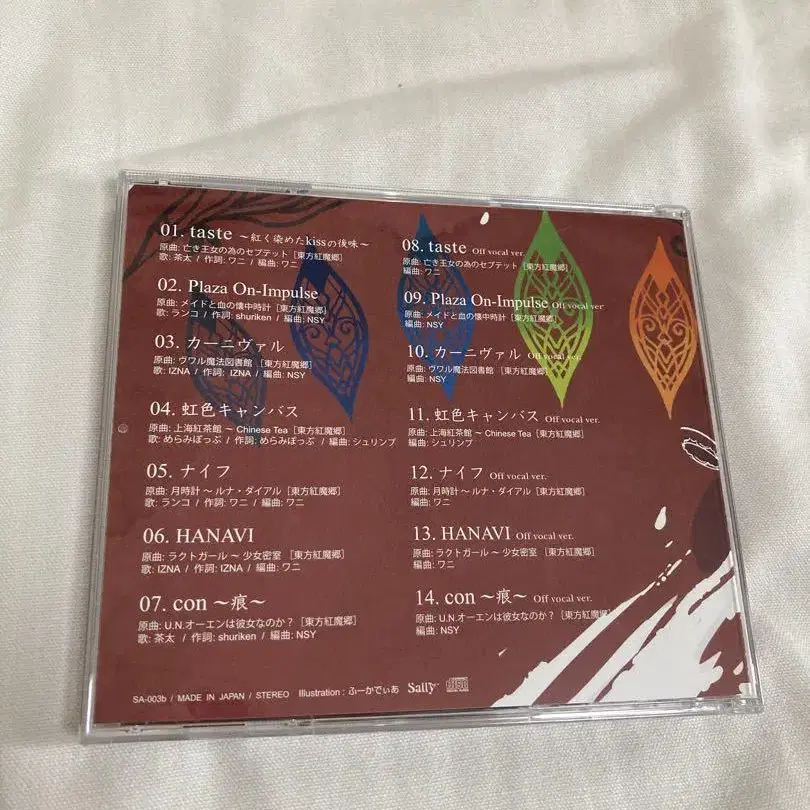 01. taste ～紅く染めたkissの後味～
原曲: 亡き王女の為のセプテット［東方紅魔郷］
歌: 茶太 / 作詞: ワニ / 編曲: ワニ
02. Plaza On-Impulse
原曲: メイドと血の懐中時計［東方紅魔郷］
歌: ランコ / 作詞: shuriken / 編曲: NSY
03. カーニヴァル
原曲: ヴワル魔法図書館 ［東方紅魔郷］
歌: IZNA / 作詞: IZNA / 編曲: NSY
04. 虹色キャンバス
原曲: 上海紅茶館 ～ Chinese Tea［東方紅魔郷］
歌: めらみぽっぷ / 作詞: めらみぽっぷ / 編曲: シュリンプ
05. ナイフ
原曲: 月時計 ～ ルナ・ダイアル［東方紅魔郷］
歌: ランコ / 作詞: ワニ / 編曲: ワニ
06. HANAVI
原曲: ラクトガール ～ 少女密室 ［東方紅魔郷］
歌: IZNA / 作詞: IZNA / 編曲: ワニ
07. con ～痕～
原曲: U.N.オーエンは彼女なのか？［東方紅魔郷］
歌: 茶太 / 作詞: shuriken / 編曲: NSY
08. taste Off vocal ver.
原曲: 亡き王女の為のセプテット［東方紅魔郷］
編曲: ワニ
09. Plaza On-Impulse Off vocal ver.
原曲: メイドと血の懐中時計［東方紅魔郷］
編曲: NSY
10. カーニヴァル Off vocal ver.
原曲: ヴワル魔法図書館 ［東方紅魔郷］
編曲: NSY
11. 虹色キャンバス Off vocal ver.
原曲: 上海紅茶館 ～ Chinese Tea［東方紅魔郷］
編曲: シュリンプ
12. ナイフ Off vocal ver.
原曲: 月時計 ～ ルナ・ダイアル［東方紅魔郷］
編曲: ワニ
13. HANAVI Off vocal ver.
原曲: ラクトガール ～ 少女密室 ［東方紅魔郷］
編曲: ワニ
14. con ～痕～ Off vocal ver.
原曲: U.N.オーエンは彼女なのか？［東方紅魔郷］
編曲: NSY
SA-003b / MADE IN JAPAN / STEREO Illustration : ふーかでぃあ Sally disc